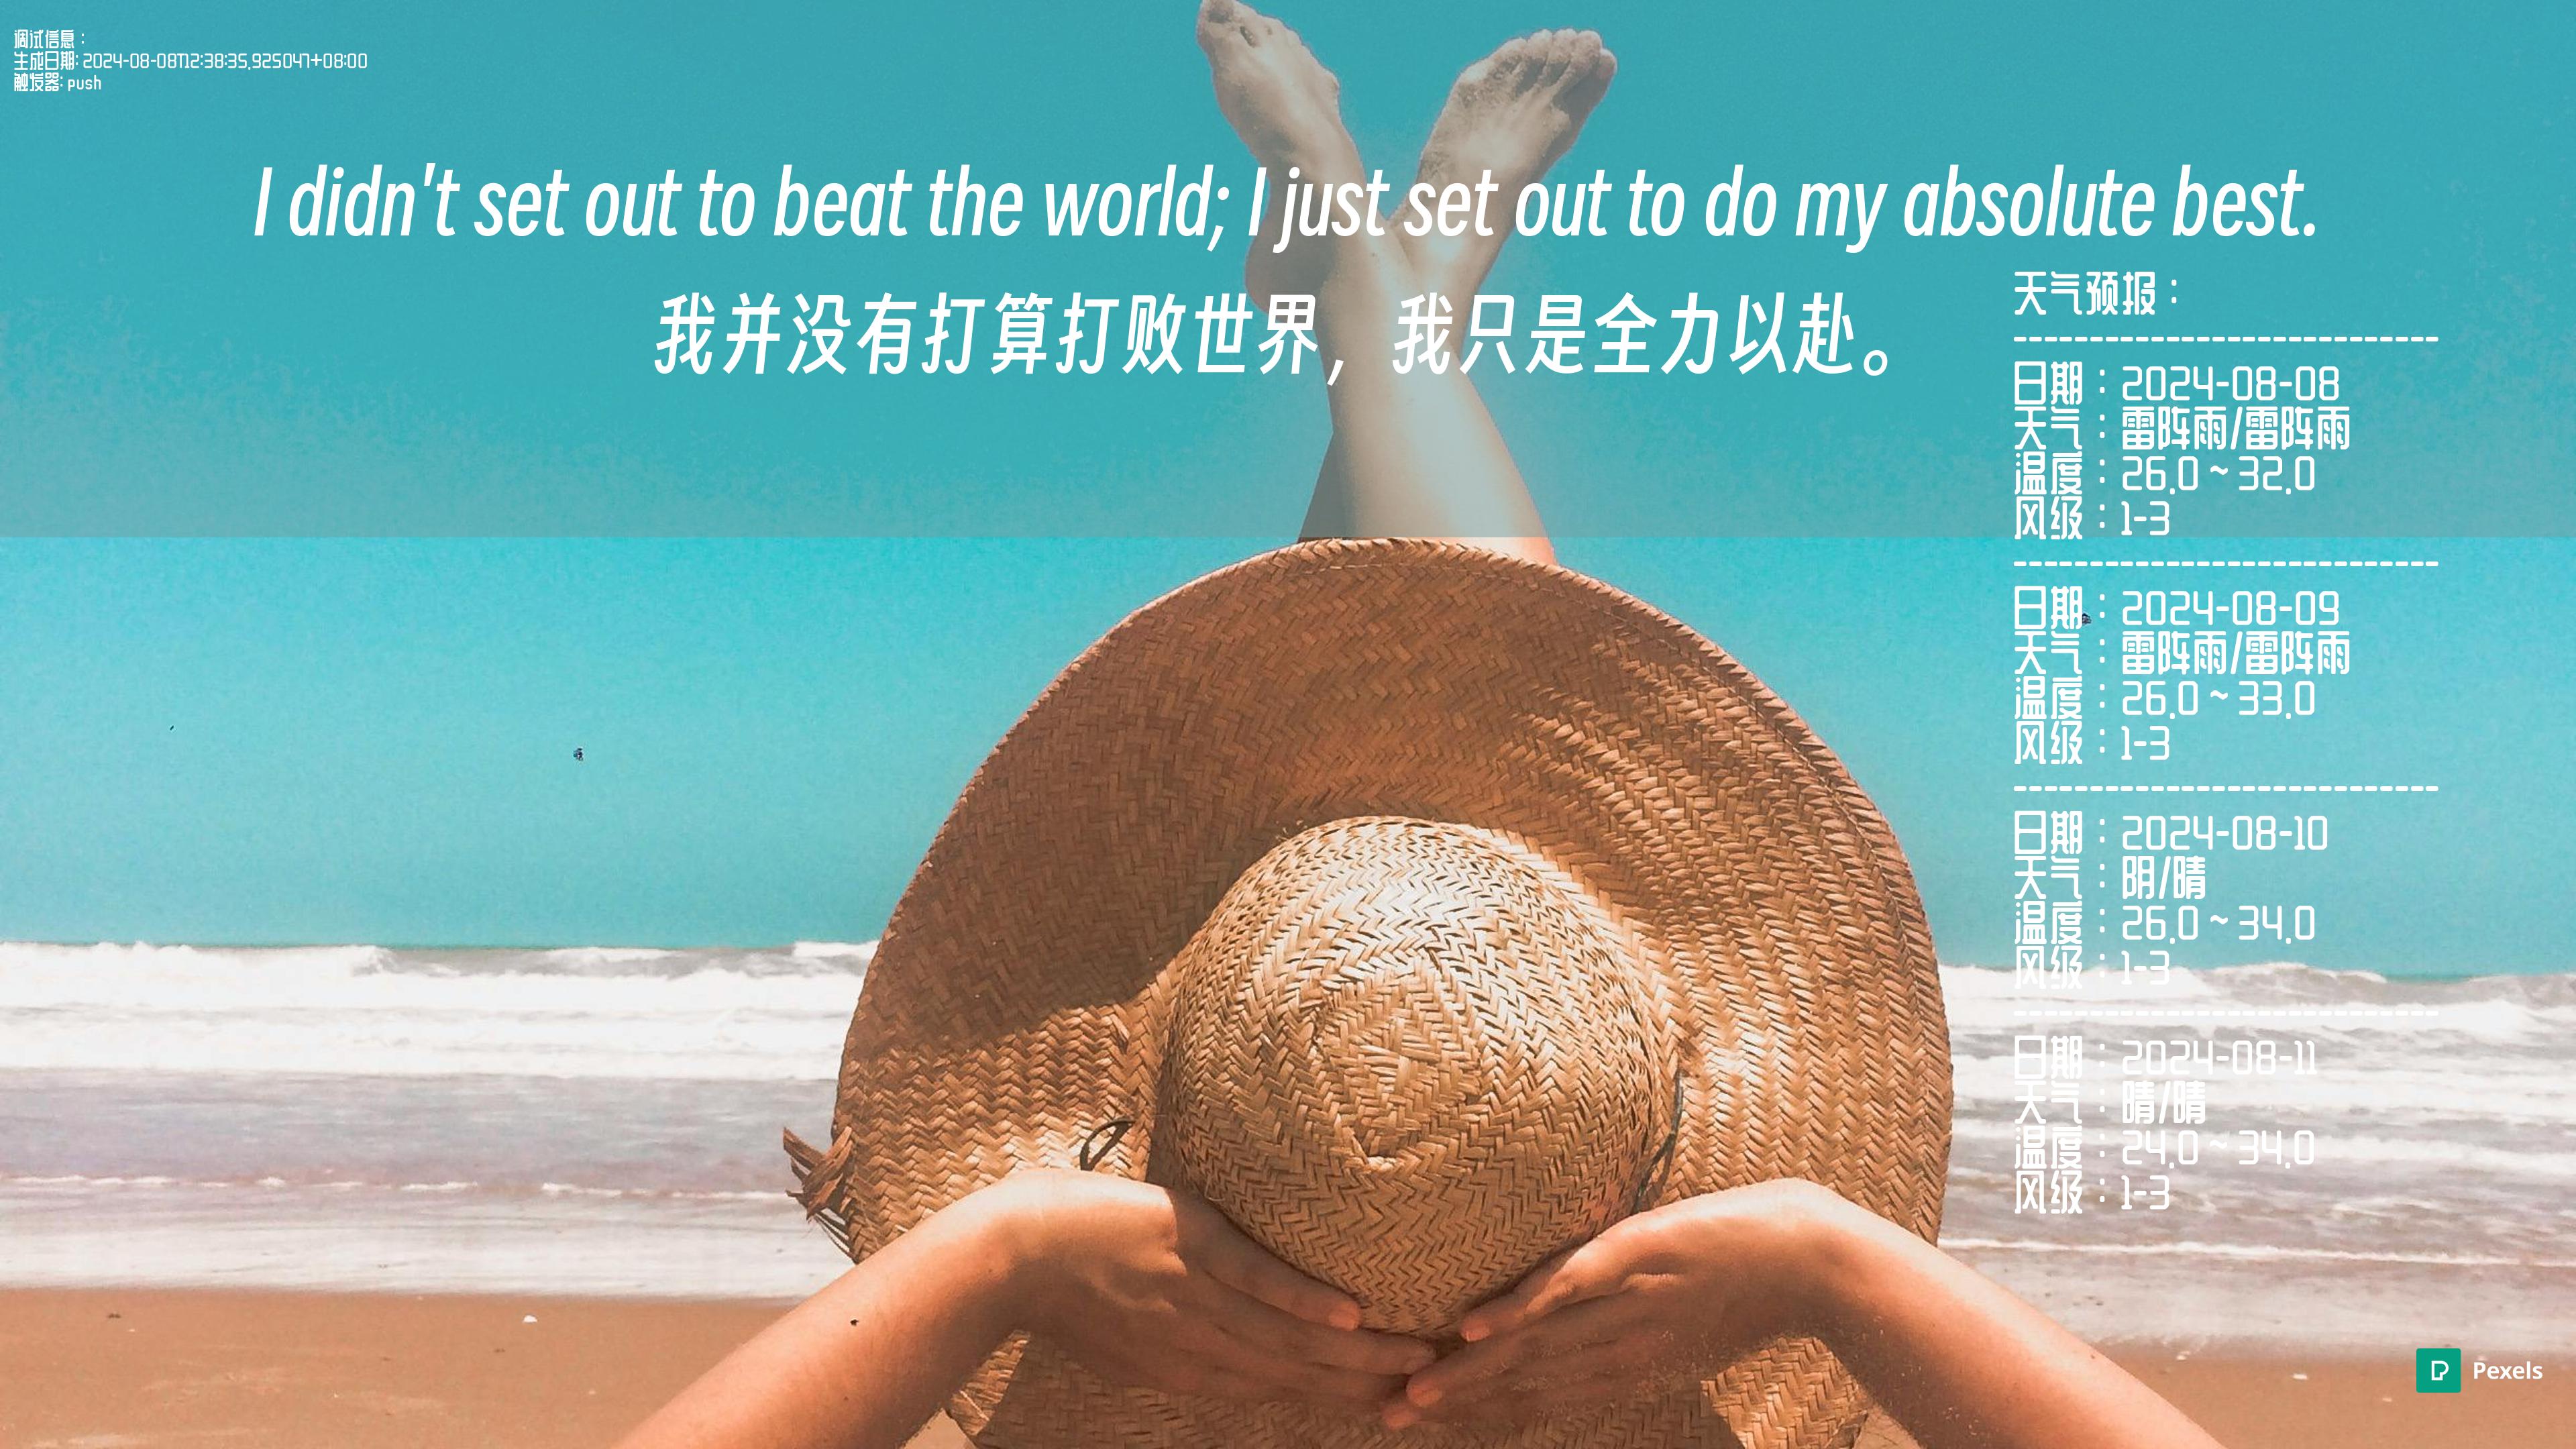 调试信息：
生成日期: 2024-08-08T12:38:35.925047+08:00
触发器: push
I didn't set out to beat the world; I just set out to do my absolute best.
我并没有打算打败世界，我只是全力以赴。
天气预报：
----------------------------
日期：2024-08-08
天气：雷阵雨/雷阵雨
温度：26.0 ~ 32.0
风级：1-3
----------------------------
日期：2024-08-09
天气：雷阵雨/雷阵雨
温度：26.0 ~ 33.0
风级：1-3
----------------------------
日期：2024-08-10
天气：阴/晴
温度：26.0 ~ 34.0
风级：1-3
----------------------------
日期：2024-08-11
天气：晴/晴
温度：24.0 ~ 34.0
风级：1-3
Pexels